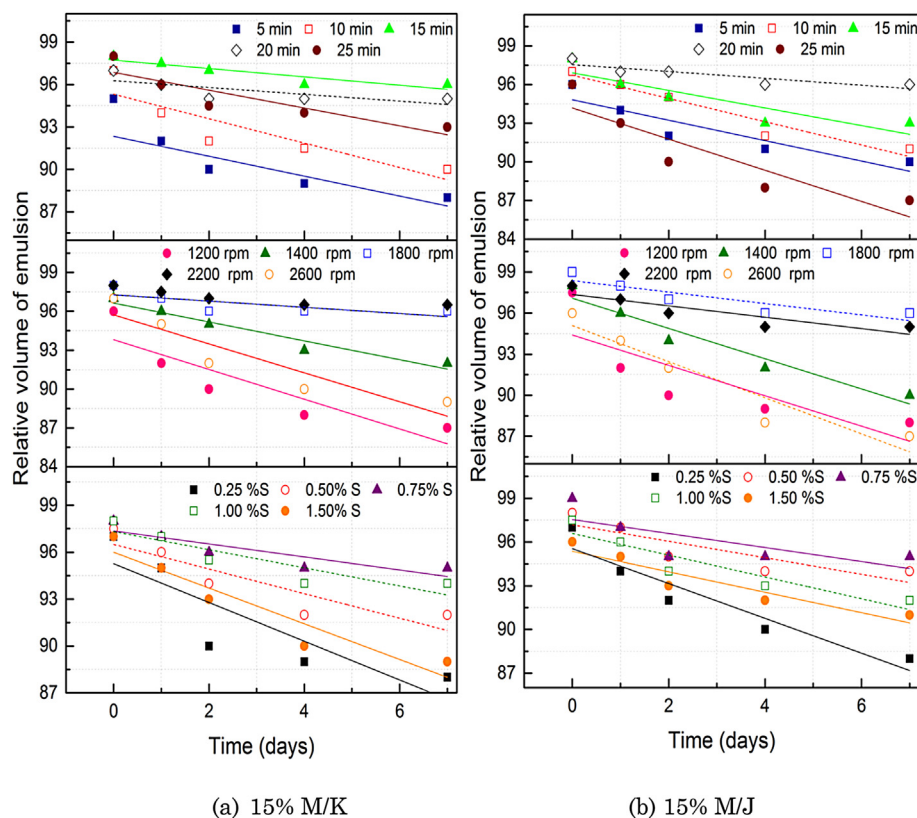 5 min 10 min 15 min
20 min 25 min
99
96
93
90
87
1200 rpm 1400 rpm 1800 rpm
2200 rpm 2600 rpm
99
96
93
90
87
84
0.25 %S 0.50% S 0.75% S
1.00 %S 1.50% S
99
96
93
90
87
Relative volume of emulsion
0 2 4 6
Time (days)
(a) 15% M/K
5 min 10 min 15 min
20 min 25 min
99
96
93
90
87
84
1200 rpm 1400 rpm 1800 rpm
2200 rpm 2600 rpm
99
96
93
90
87
0.25 %S 0.50 %S 0.75% S
1.00 %S 1.50 %S
99
96
93
90
87
Relative volume of emulsion
0 2 4 6
Time (days)
(b) 15% M/J